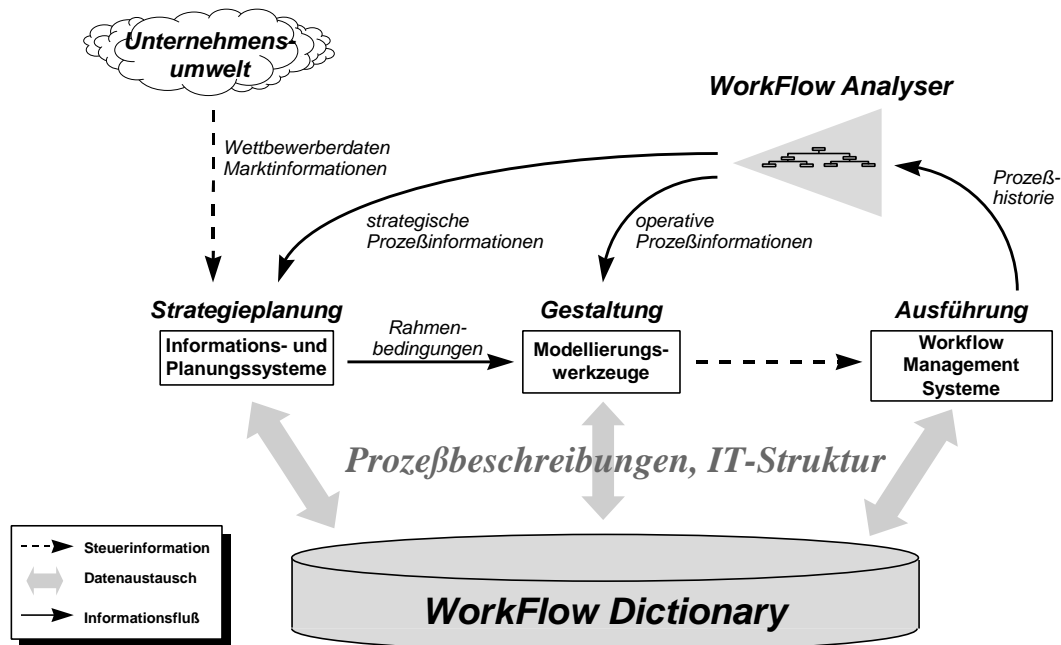 Unternehmens-
umwelt
WorkFlow Analyser
Wettbewerberdaten
Marktinformationen
Prozeß-
historie
strategische
Prozeßinformationen
operative
Prozeßinformationen
Strategieplanung
Gestaltung
Ausführung
Informations- und
Planungssysteme
Rahmen-
bedingungen
Modellierungs-
werkzeuge
Workflow
Management
Systeme
Prozeßbeschreibungen, IT-Struktur
Steuerinformation
Datenaustausch
Informationsfluß
WorkFlow Dictionary